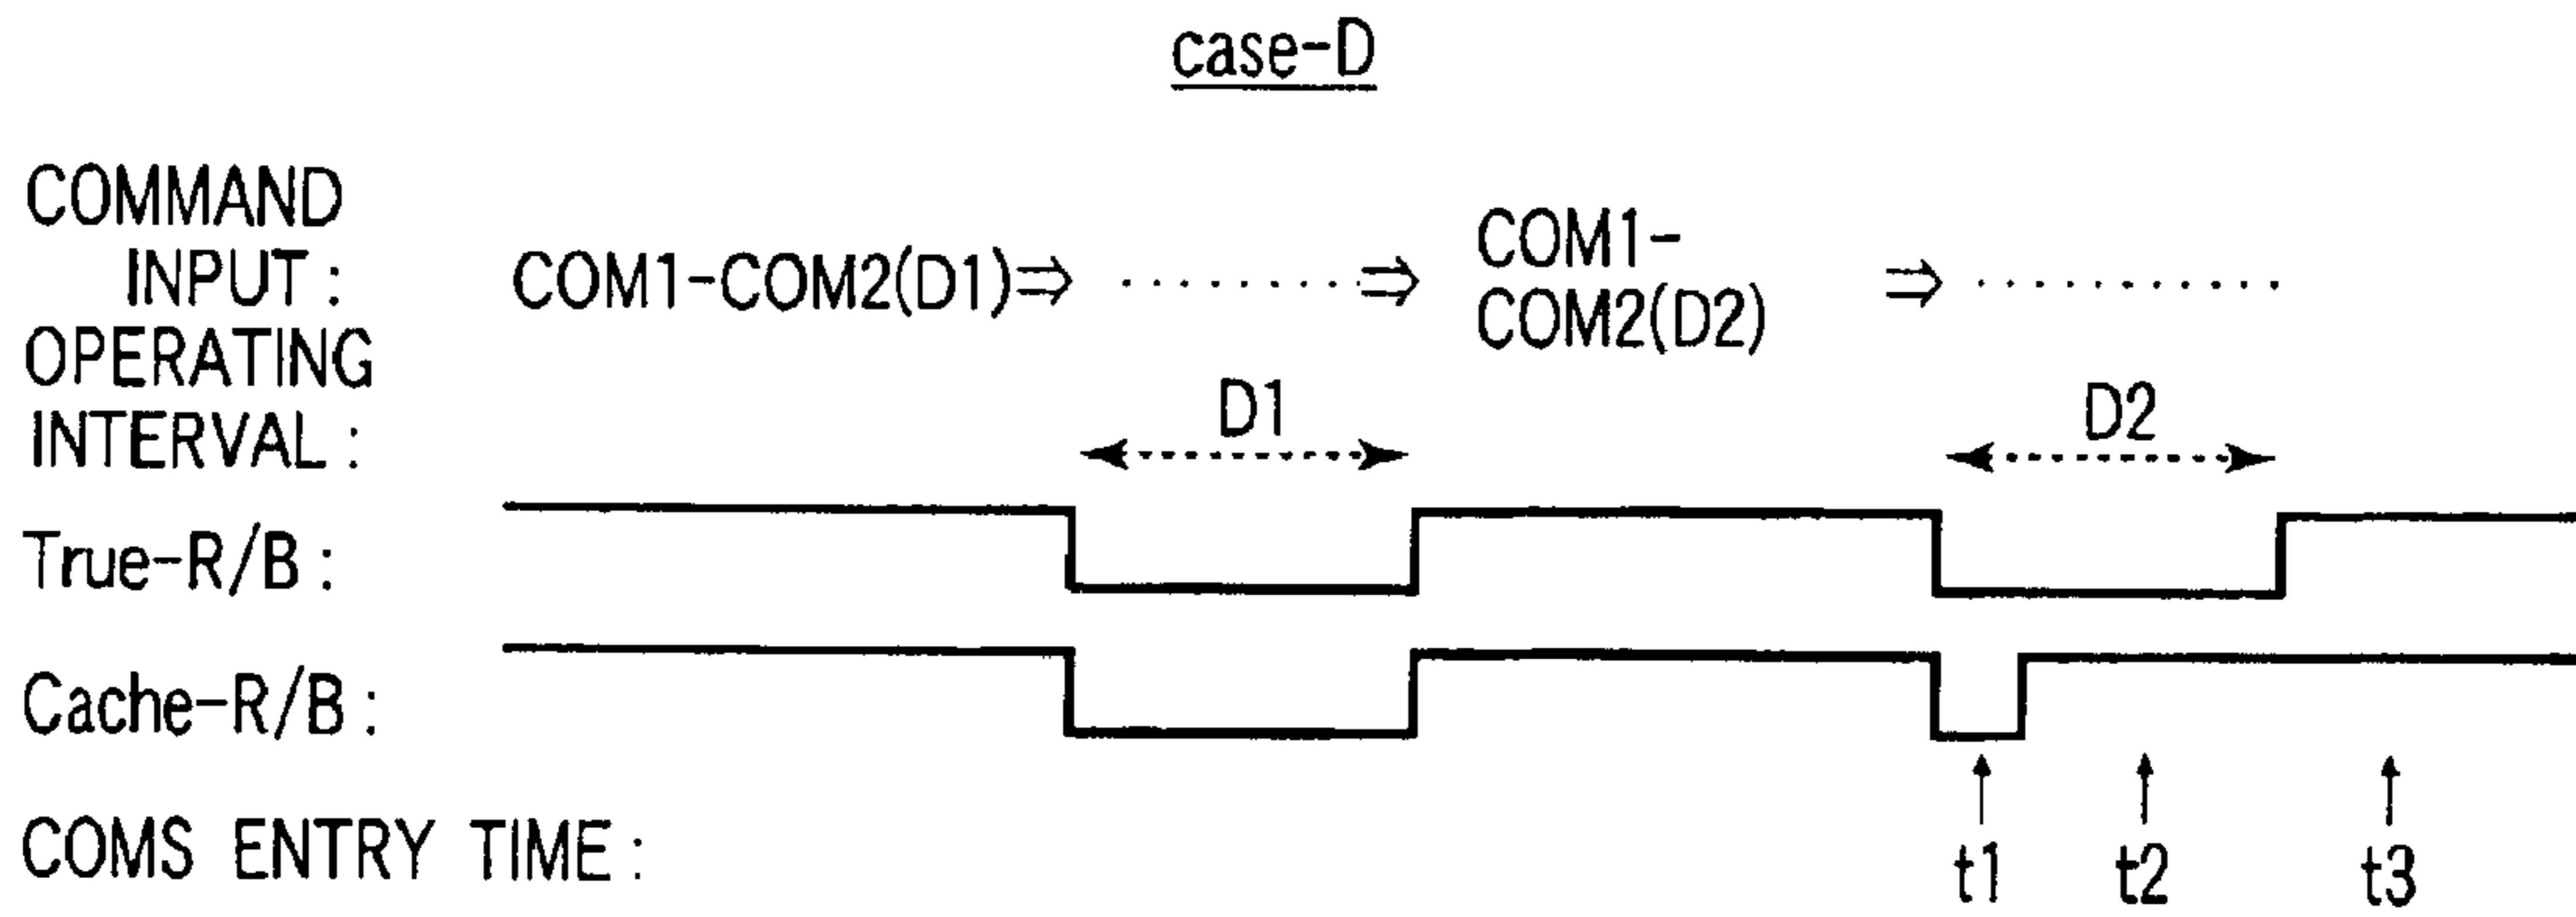 case-D
COMMAND
INPUT :
COM1-COM2(D1)⇒ ·········⇒
COM1-
COM2(D2)
⇒ ···········
OPERATING
INTERVAL :
D1
D2
True-R/B :
Cache-R/B :
COMS ENTRY TIME :
t1 t2 t3